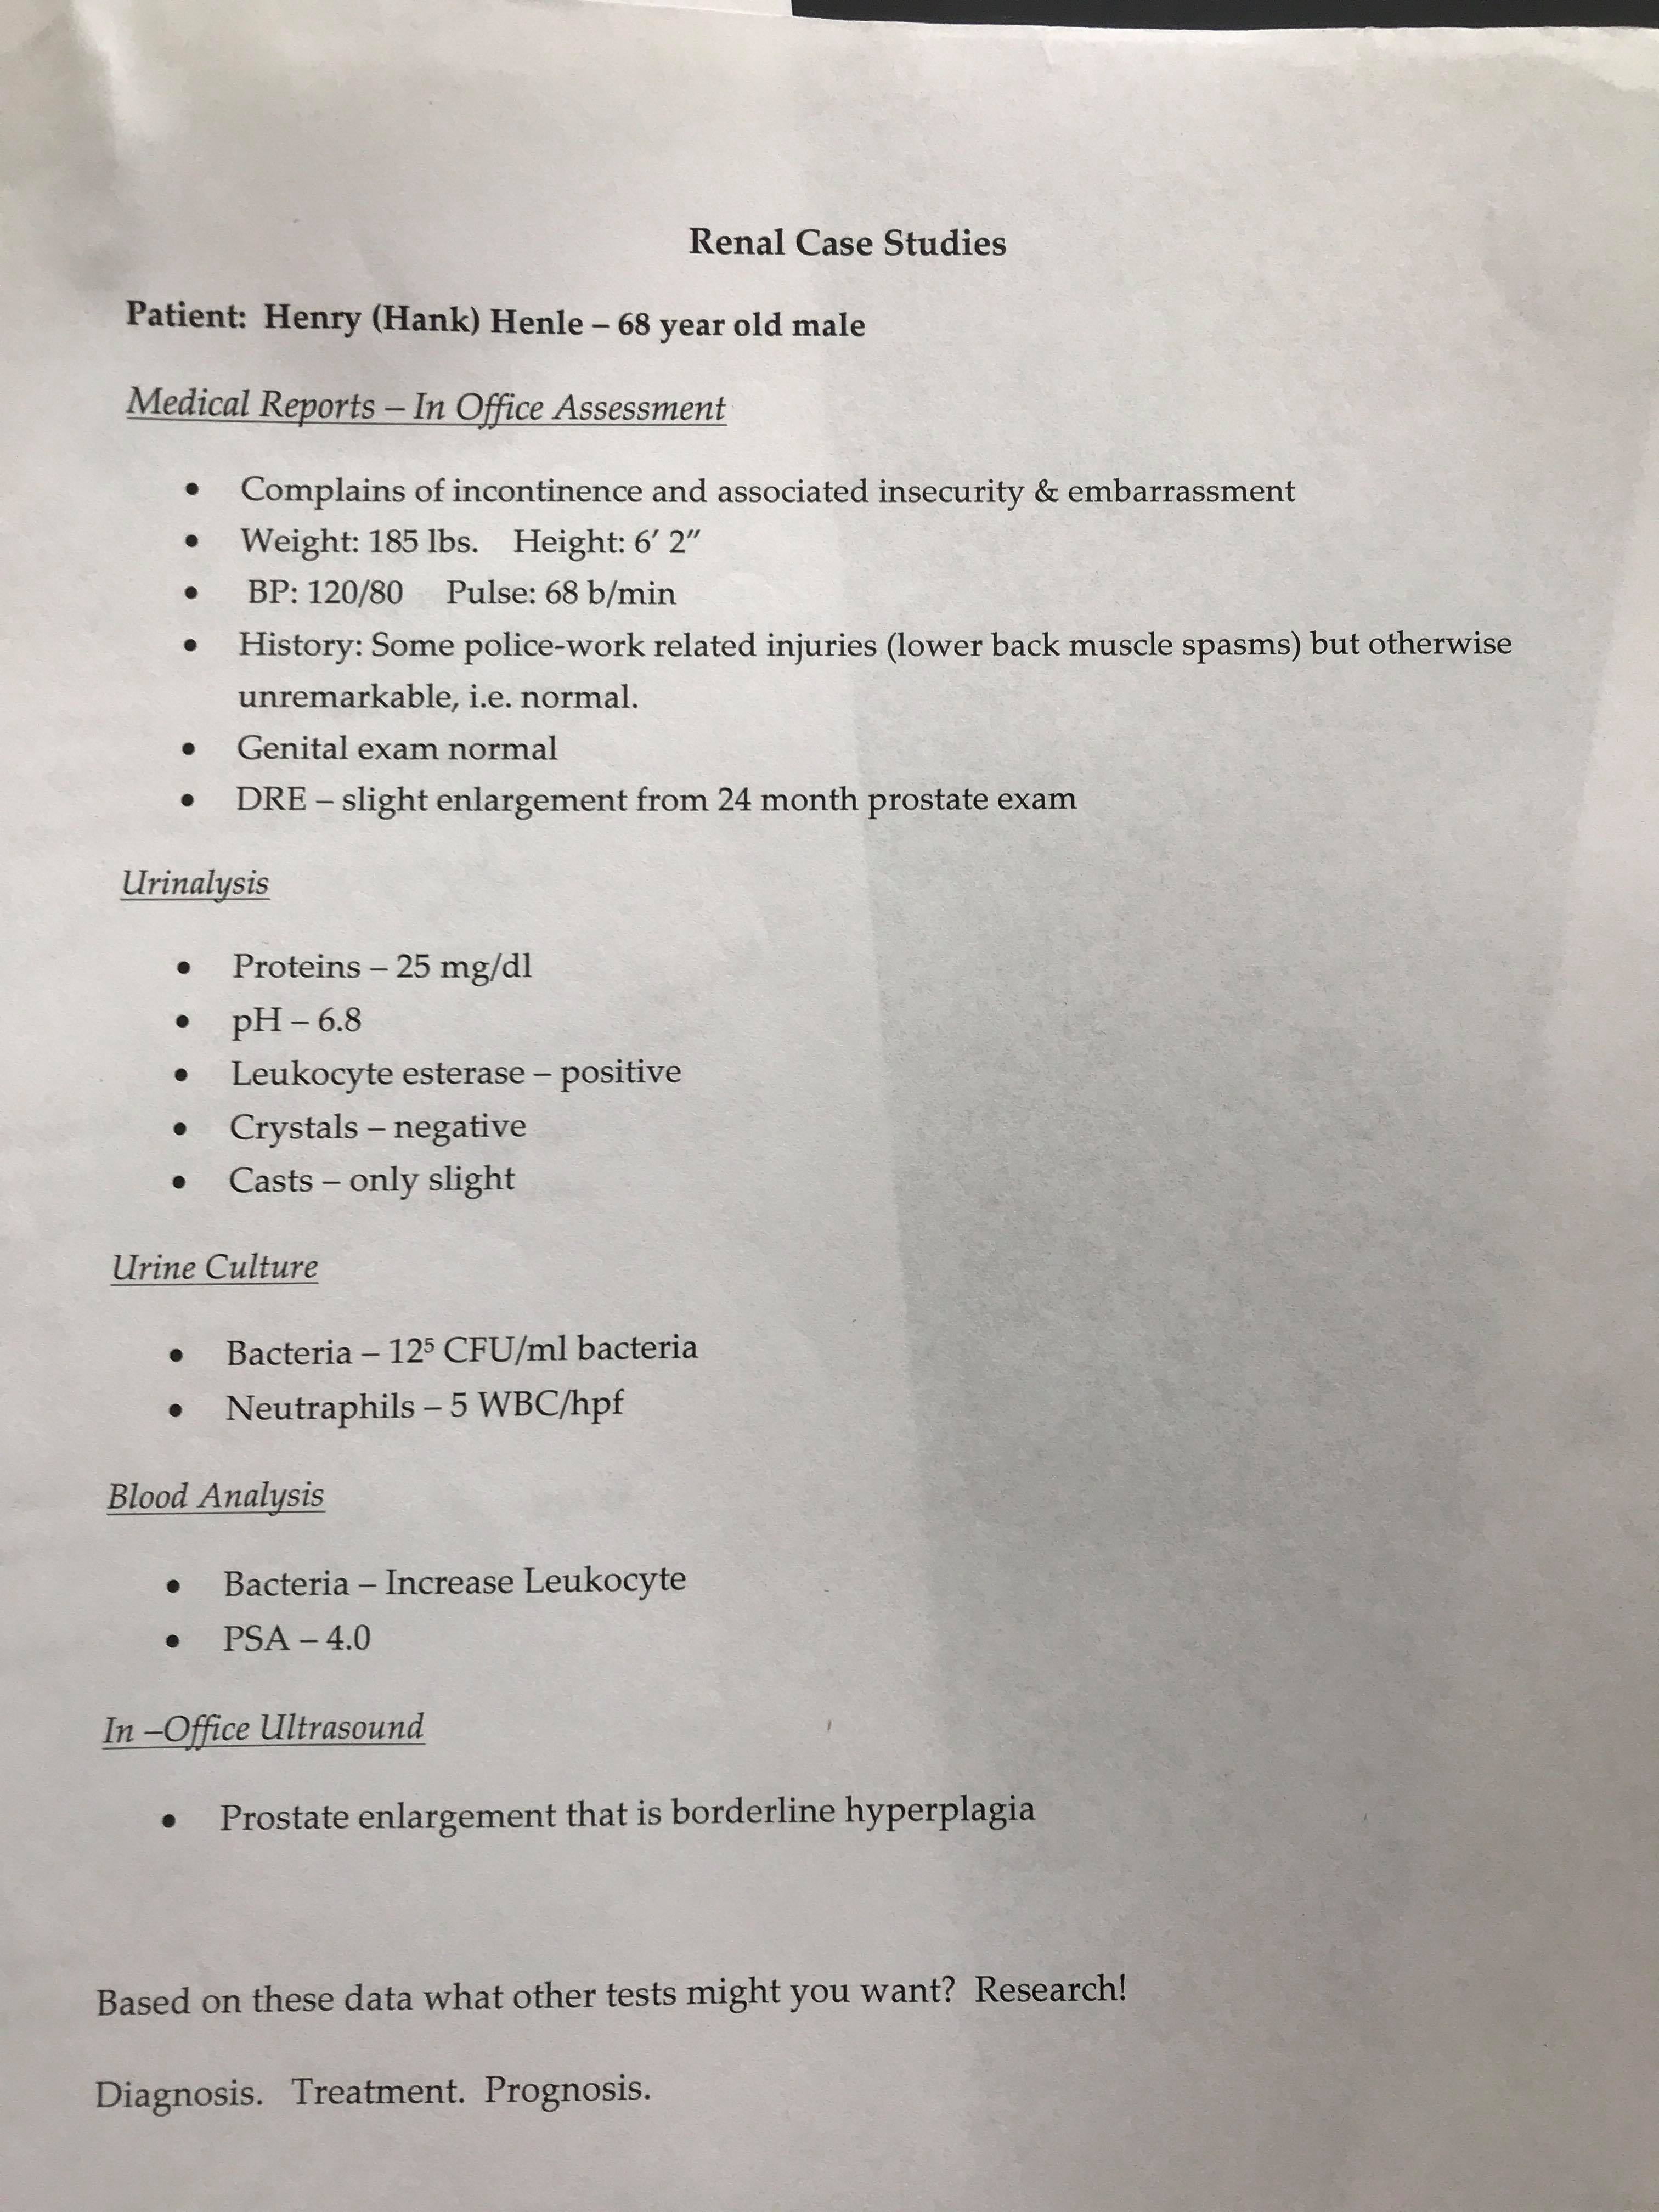 Renal Case Studies
Patient: Henry (Hank) Henle – 68 year old male
Medical Reports – In Office Assessment
• Complains of incontinence and associated insecurity & embarrassment
• Weight: 185 lbs. Height: 6′ 2″
• BP: 120/80 Pulse: 68 b/min
• History: Some police-work related injuries (lower back muscle spasms) but otherwise
unremarkable, i.e. normal.
• Genital exam normal
• DRE – slight enlargement from 24 month prostate exam
Urinalysis
• Proteins – 25 mg/dl
• pH – 6.8
• Leukocyte esterase – positive
• Crystals – negative
• Casts – only slight
Urine Culture
• Bacteria – 12⁵ CFU/ml bacteria
• Neutraphils – 5 WBC/hpf
Blood Analysis
• Bacteria – Increase Leukocyte
• PSA – 4.0
In –Office Ultrasound
• Prostate enlargement that is borderline hyperplagia
Based on these data what other tests might you want? Research!
Diagnosis. Treatment. Prognosis.